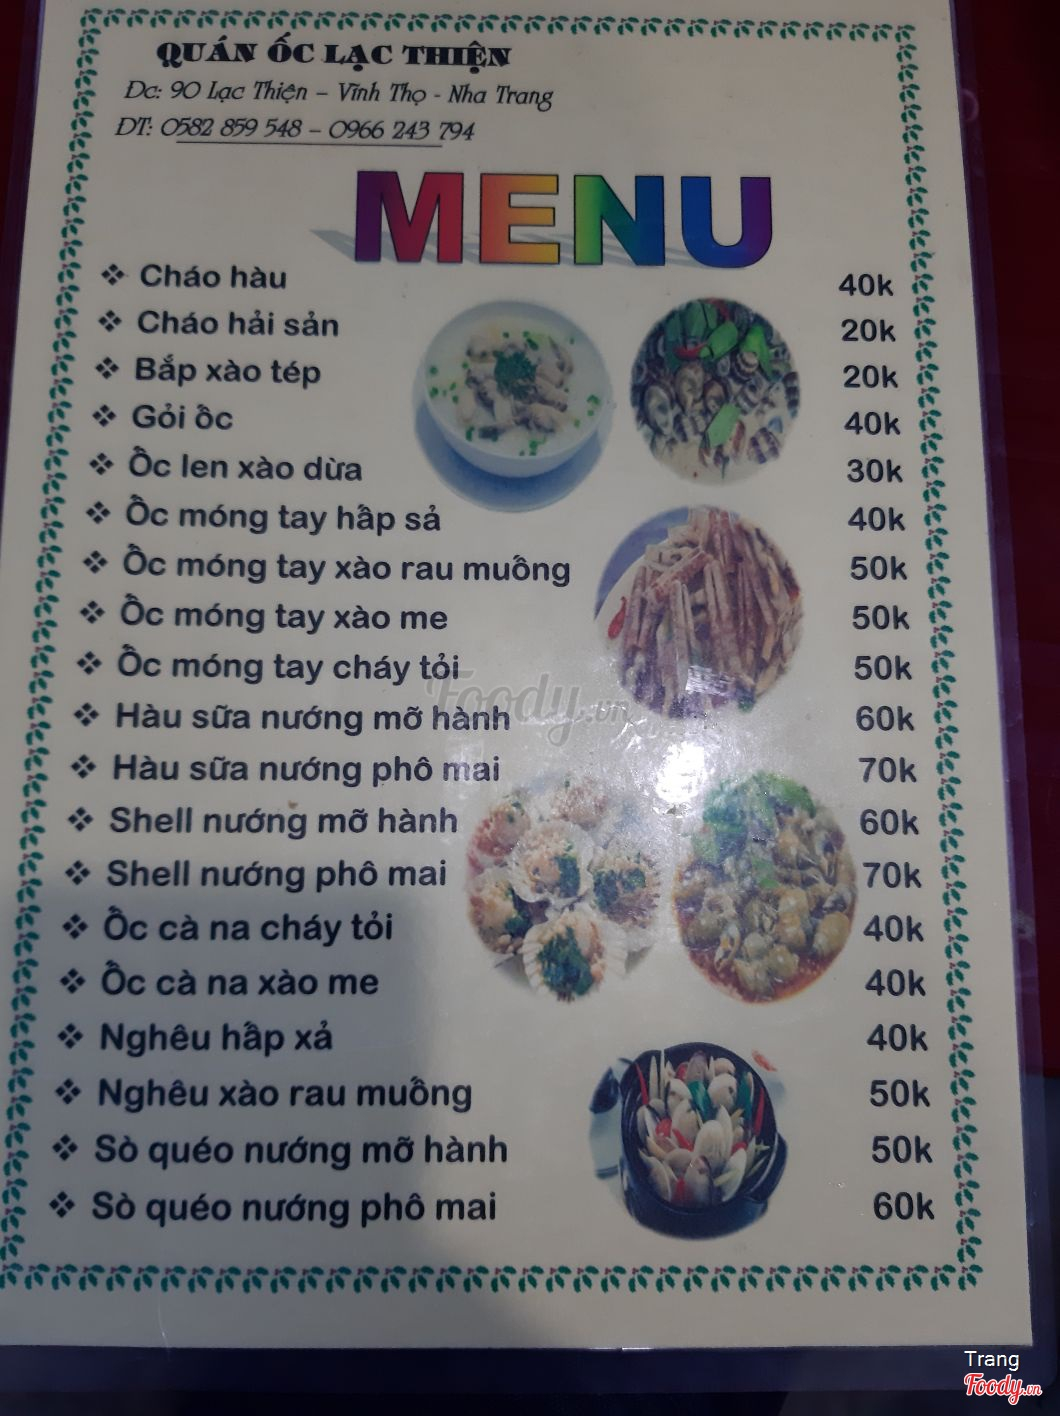 QUÁN ỐC LẠC THIỆN
Đc: 90 Lạc Thiện – Vĩnh Thọ - Nha Trang
ĐT: 0582 859 548 – 0966 243 794
MENU
❖ Cháo hàu 40k
❖ Cháo hải sản 20k
❖ Bắp xào tép 20k
❖ Gỏi ốc 40k
❖ Ốc len xào dừa 30k
❖ Ốc móng tay hấp sả 40k
❖ Ốc móng tay xào rau muống 50k
❖ Ốc móng tay xào me 50k
❖ Ốc móng tay cháy tỏi 50k
❖ Hàu sữa nướng mỡ hành 60k
❖ Hàu sữa nướng phô mai 70k
❖ Shell nướng mỡ hành 60k
❖ Shell nướng phô mai 70k
❖ Ốc cà na cháy tỏi 40k
❖ Ốc cà na xào me 40k
❖ Nghêu hấp xả 40k
❖ Nghêu xào rau muống 50k
❖ Sò quéo nướng mỡ hành 50k
❖ Sò quéo nướng phô mai 60k
Foody.vn
Trang
Foody.vn